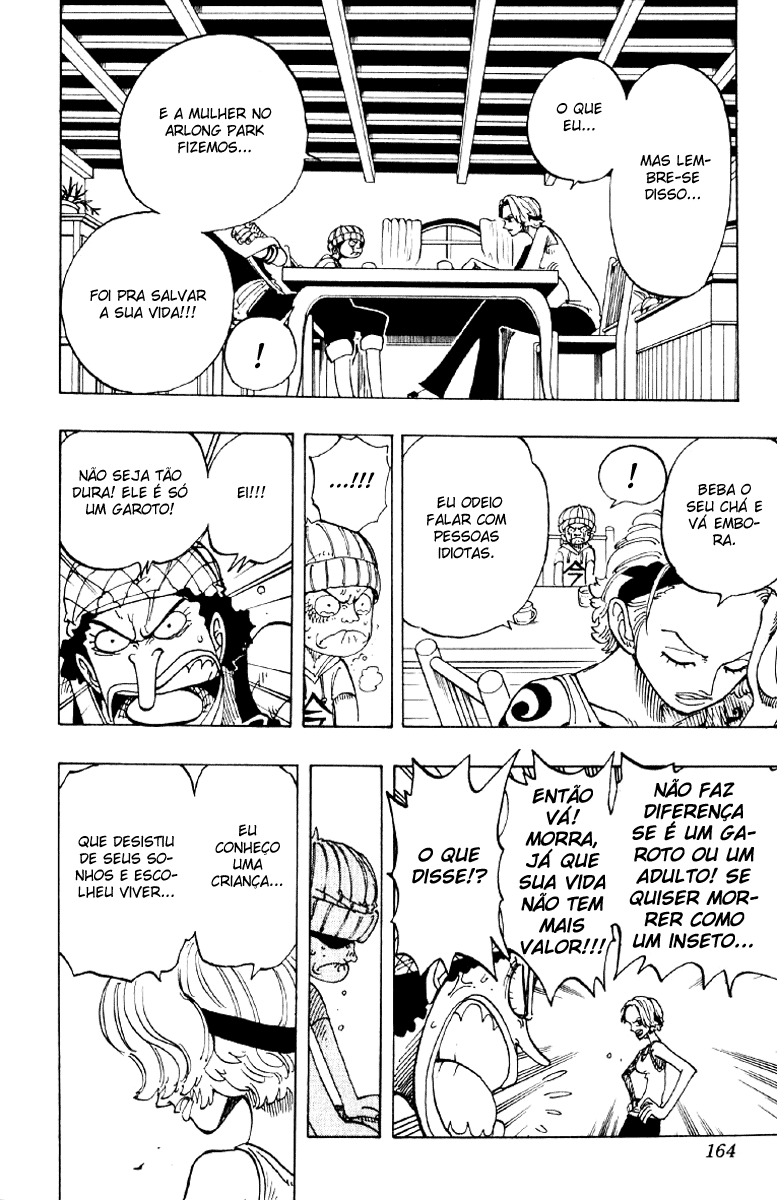 MAS LEM-
BRE-SE
DISSO...
O QUE
EU...
E A MULHER NO
ARLONG PARK
FIZEMOS...
FOI PRA SALVAR
A SUA VIDA!!!
!
BEBA O
SEU CHÁ E
VÁ EMBO-
RA.
!
EU ODEIO
FALAR COM
PESSOAS
IDIOTAS.
...!!!
EI!!!
NÃO SEJA TÃO
DURA! ELE É SÓ
UM GAROTO!
NÃO FAZ
DIFERENÇA
SE É UM GA-
ROTO OU UM
ADULTO! SE
QUISER MOR-
RER COMO
UM INSETO...
ENTÃO
VÁ!
MORRA,
JÁ QUE
SUA VIDA
NÃO TEM
MAIS
VALOR!!!
O QUE
DISSE!?
EU
CONHEÇO
UMA
CRIANÇA...
QUE DESISTIU
DE SEUS SO-
NHOS E ESCO-
LHEU VIVER...
164